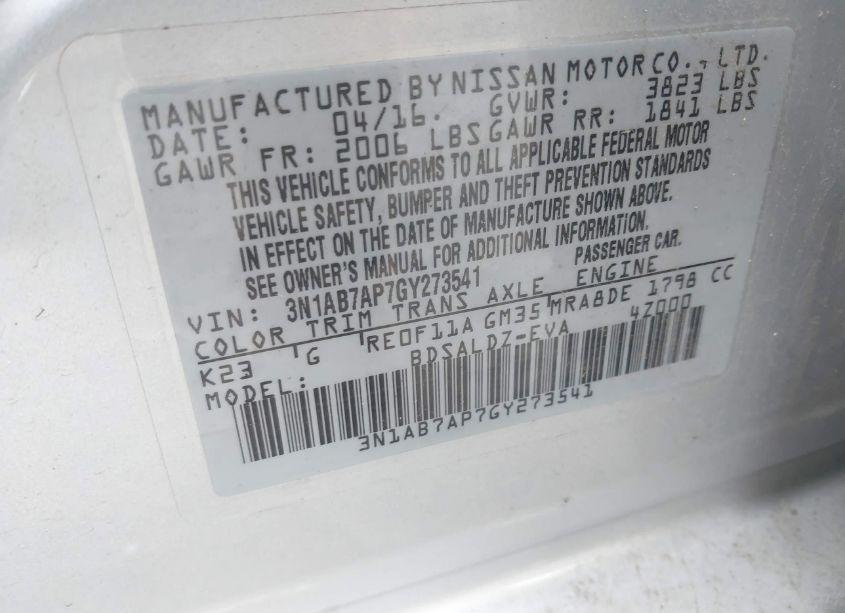 MANUFACTURED BY NISSAN MOTOR CO., LTD.
DATE: 04/16. GVWR: 3823 LBS
GAWR FR: 2006 LBS GAWR RR: 1841 LBS
THIS VEHICLE CONFORMS TO ALL APPLICABLE FEDERAL MOTOR
VEHICLE SAFETY, BUMPER AND THEFT PREVENTION STANDARDS
IN EFFECT ON THE DATE OF MANUFACTURE SHOWN ABOVE.
SEE OWNER'S MANUAL FOR ADDITIONAL INFORMATION.
VIN: 3N1AB7AP7GY273541 PASSENGER CAR.
COLOR TRIM TRANS AXLE ENGINE
K23 G RE0F11A GM35 MRA8DE 1798 CC
MODEL: BDSALDZ-EVA 4Z000
3N1AB7AP7GY273541